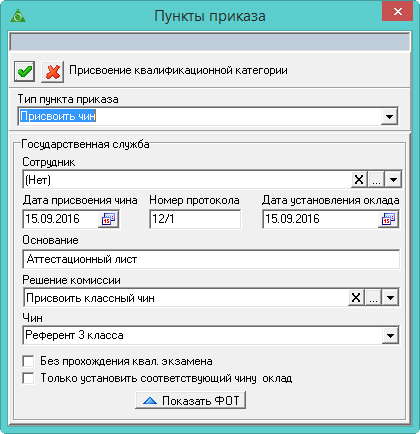 Пункты приказа
Присвоение квалификационной категории
Тип пункта приказа
Присвоить чин
Государственная служба
Сотрудник
(Нет)
Дата присвоения чина Номер протокола Дата установления оклада
15.09.2016 12/1 15.09.2016
Основание
Аттестационный лист
Решение комиссии
Присвоить классный чин
Чин
Референт 3 класса
Без прохождения квал. экзамена
Только установить соответствующий чину оклад
Показать ФОТ